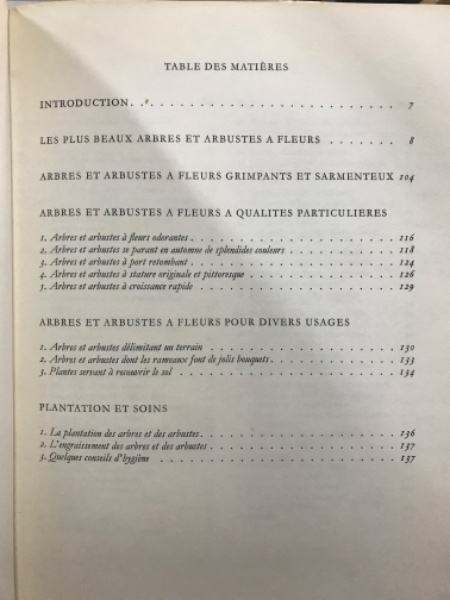 TABLE DES MATIÈRES
INTRODUCTION . . . . . . . . . . . . . . . . . . . . . . . . . 7
LES PLUS BEAUX ARBRES ET ARBUSTES A FLEURS . . . . . . . 8
ARBRES ET ARBUSTES A FLEURS GRIMPANTS ET SARMENTEUX 104
ARBRES ET ARBUSTES A FLEURS A QUALITES PARTICULIERES
1. Arbres et arbustes à fleurs odorantes . . . . . . . . . . . . . . . . . . . 116
2. Arbres et arbustes se parant en automne de splendides couleurs . . . . . . . . . 118
3. Arbres et arbustes à port retombant . . . . . . . . . . . . . . . . . . . 124
4. Arbres et arbustes à stature originale et pittoresque . . . . . . . . . . . . . 126
5. Arbres et arbustes à croissance rapide . . . . . . . . . . . . . . . . . . 129
ARBRES ET ARBUSTES A FLEURS POUR DIVERS USAGES
1. Arbres et arbustes délimitant un terrain . . . . . . . . . . . . . . . . . 130
2. Arbres et arbustes dont les rameaux font de jolis bouquets . . . . . . . . . . . 133
3. Plantes servant à recouvrir le sol . . . . . . . . . . . . . . . . . . . . 134
PLANTATION ET SOINS
1. La plantation des arbres et des arbustes . . . . . . . . . . . . . . . . . . 136
2. L'engraissement des arbres et des arbustes . . . . . . . . . . . . . . . . . 137
3. Quelques conseils d'hygiène . . . . . . . . . . . . . . . . . . . . . . 137